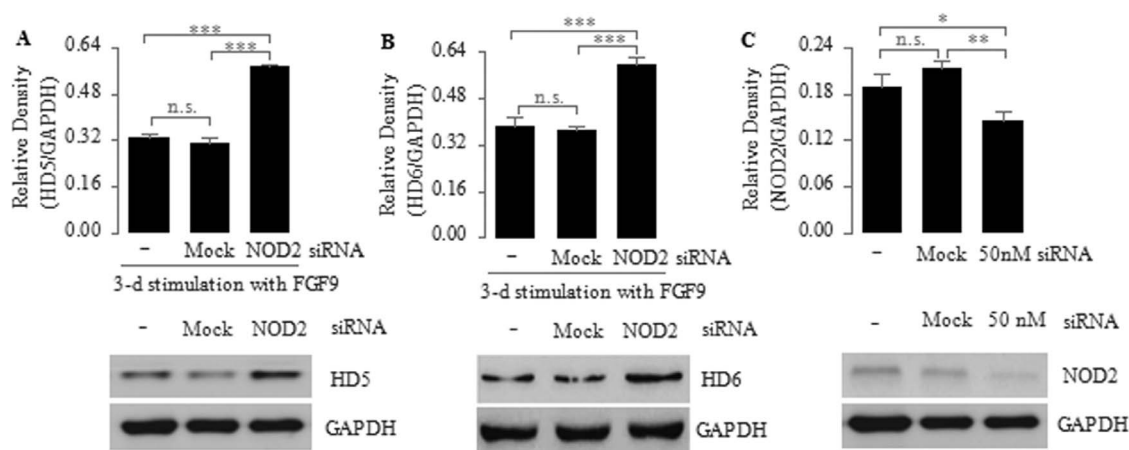 A
Relative Density
(HD5/GAPDH)
0.64
0.48
0.32
0.16
0.00
***
***
n.s.
– Mock NOD2 siRNA
3-d stimulation with FGF9
– Mock NOD2 siRNA
HD5
GAPDH
B
Relative Density
(HD6/GAPDH)
0.64
0.48
0.32
0.16
0.00
***
***
n.s.
– Mock NOD2 siRNA
3-d stimulation with FGF9
– Mock NOD2 siRNA
HD6
GAPDH
C
Relative Density
(NOD2/GAPDH)
0.24
0.18
0.12
0.06
0.00
*
n.s. **
– Mock 50nM siRNA
– Mock 50 nM siRNA
NOD2
GAPDH